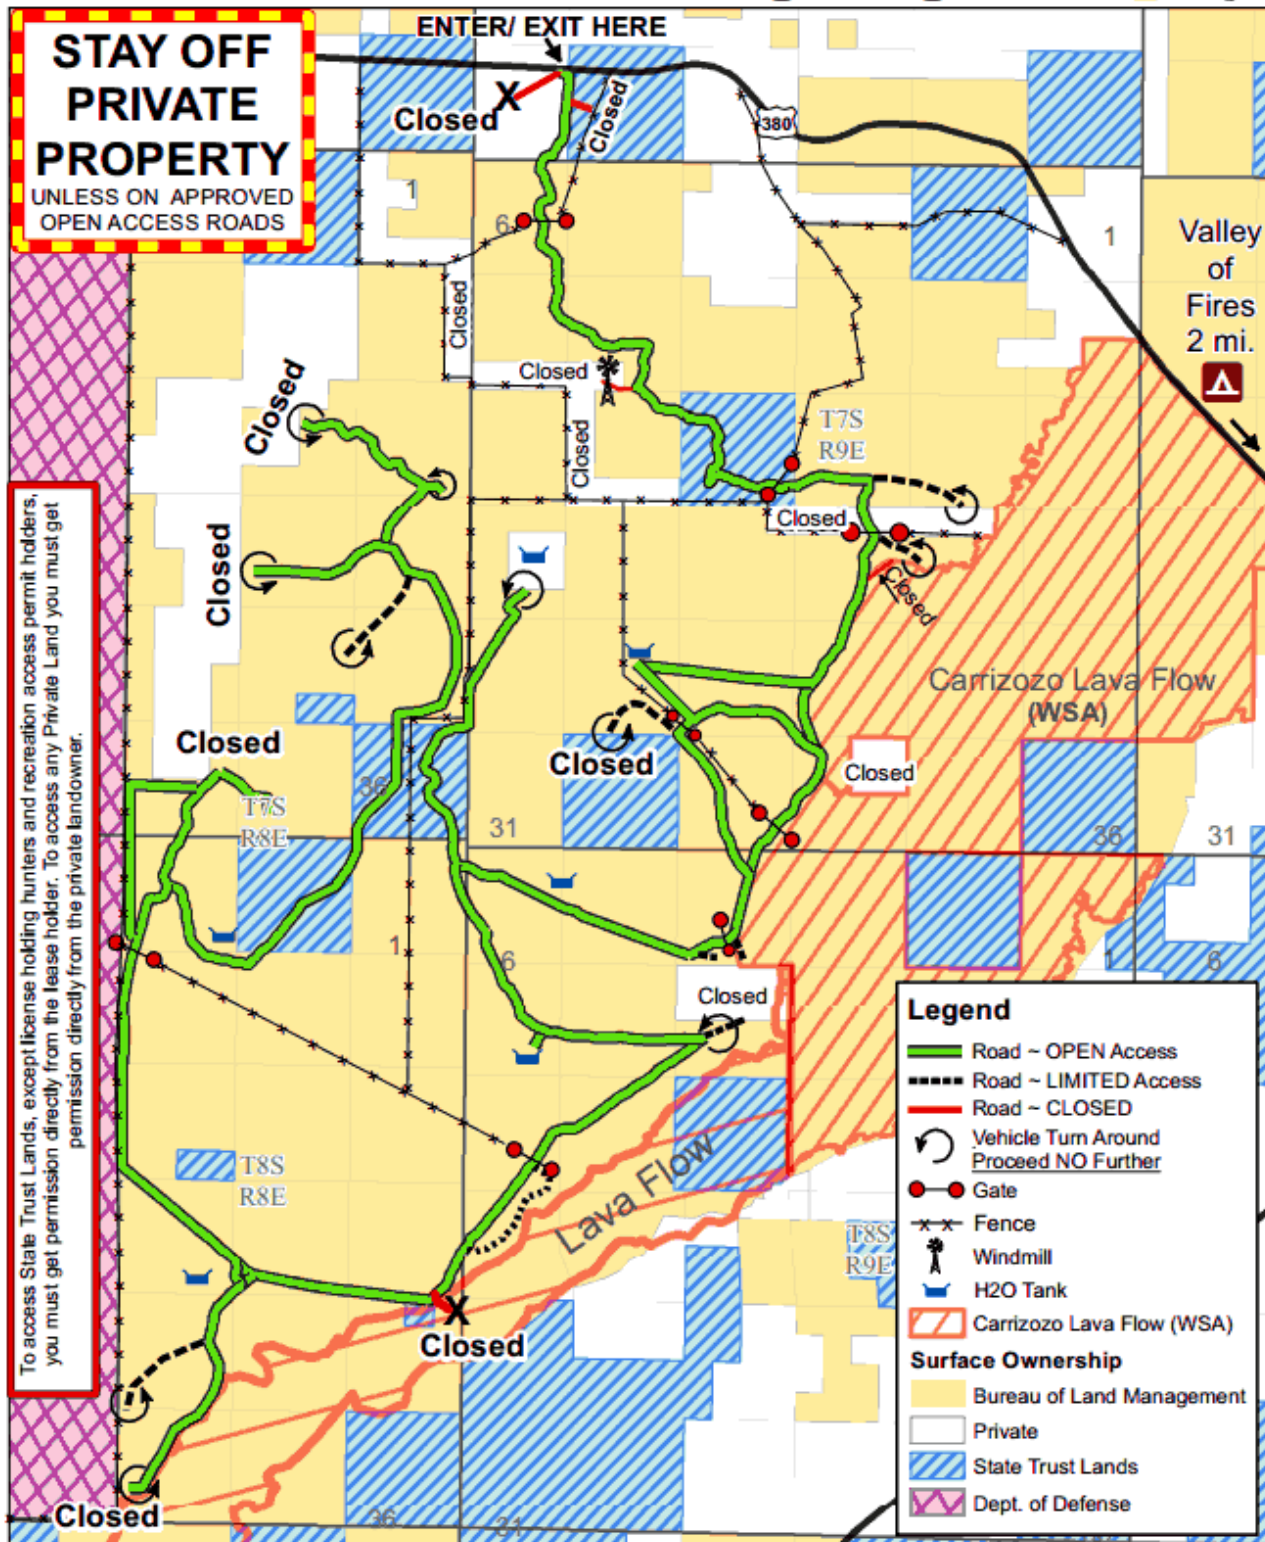 STAY OFF
PRIVATE
PROPERTY
UNLESS ON APPROVED
OPEN ACCESS ROADS
ENTER/ EXIT HERE
X
Closed
Closed
380
1
6
1
Valley
of
Fires
2 mi.
Closed
Closed
Closed
T7S
R9E
Closed
Closed
Closed
Closed
Closed
Carrizozo Lava Flow
(WSA)
Closed
Closed
Closed
36
T7S
R8E
31
36
31
1
6
1
6
Closed
T8S
R8E
Lava Flow
T8S
R9E
X
Closed
Closed
36
31
To access State Trust Lands, except license holding hunters and recreation access permit holders,
you must get permission directly from the lease holder. To access any Private Land you must get
permission directly from the private landowner.
Legend
Road ~ OPEN Access
Road ~ LIMITED Access
Road ~ CLOSED
Vehicle Turn Around
Proceed NO Further
Gate
Fence
Windmill
H2O Tank
Carrizozo Lava Flow (WSA)
Surface Ownership
Bureau of Land Management
Private
State Trust Lands
Dept. of Defense